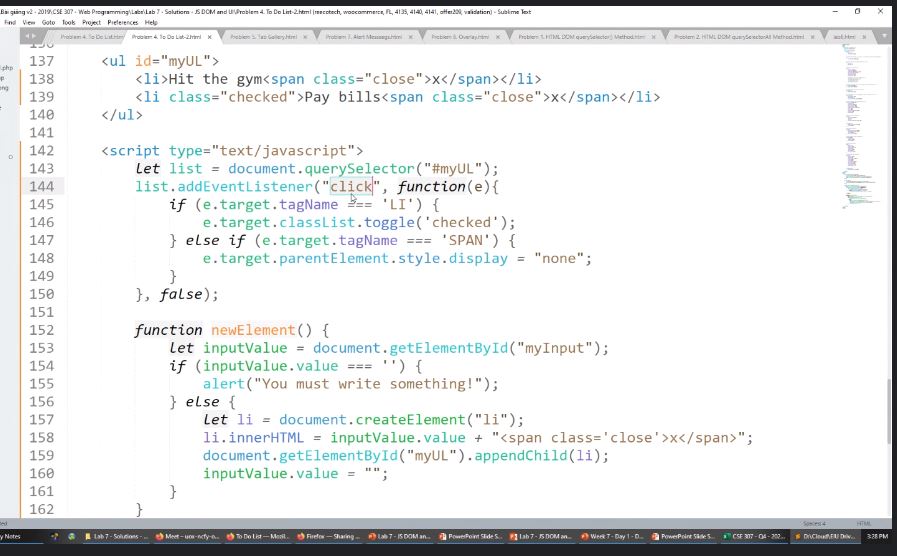 Bài giảng v2 - 2019\CSE 307 - Web Programming\Labs\Lab 7 - Solutions - JS DOM and UI\Problem 4. To Do List-2.html (reecotech, woocommerce, FL, 4135, 4140, 4141, offer209, validation) - Sublime Text
Find View Goto Tools Project Preferences Help
Problem 4. To Do List.html Problem 4. To Do List-2.html Problem 5. Tab Gallery.html Problem 7. Alert Messages.html Problem 8. Overlay.html Problem 1. HTML DOM querySelector() Method.html Problem 2. HTML DOM querySelectorAll Method.html
136
137 <ul id="myUL">
138 <li>Hit the gym<span class="close">x</span></li>
139 <li class="checked">Pay bills<span class="close">x</span></li>
140 </ul>
141
142 <script type="text/javascript">
143 let list = document.querySelector("#myUL");
144 list.addEventListener("click", function(e){
145 if (e.target.tagName === 'LI') {
146 e.target.classList.toggle('checked');
147 } else if (e.target.tagName === 'SPAN') {
148 e.target.parentElement.style.display = "none";
149 }
150 }, false);
151
152 function newElement() {
153 let inputValue = document.getElementById("myInput");
154 if (inputValue.value === '') {
155 alert("You must write something!");
156 } else {
157 let li = document.createElement("li");
158 li.innerHTML = inputValue.value + "<span class='close'>x</span>";
159 document.getElementById("myUL").appendChild(li);
160 inputValue.value = "";
161 }
162 }
Spaces: 4 HTML
y Notes Lab 7 - Solutions - ... Meet – uox-ncfy-o... To Do List — Mozil... Firefox — Sharing ... Lab 7 - JS DOM an... PowerPoint Slide S... Lab 7 - JS DOM an... Week 7 - Day 1 - D... PowerPoint Slide S... CSE 307 - Q4 - 202... D:\Cloud\EIU Driv... 3:28 PM